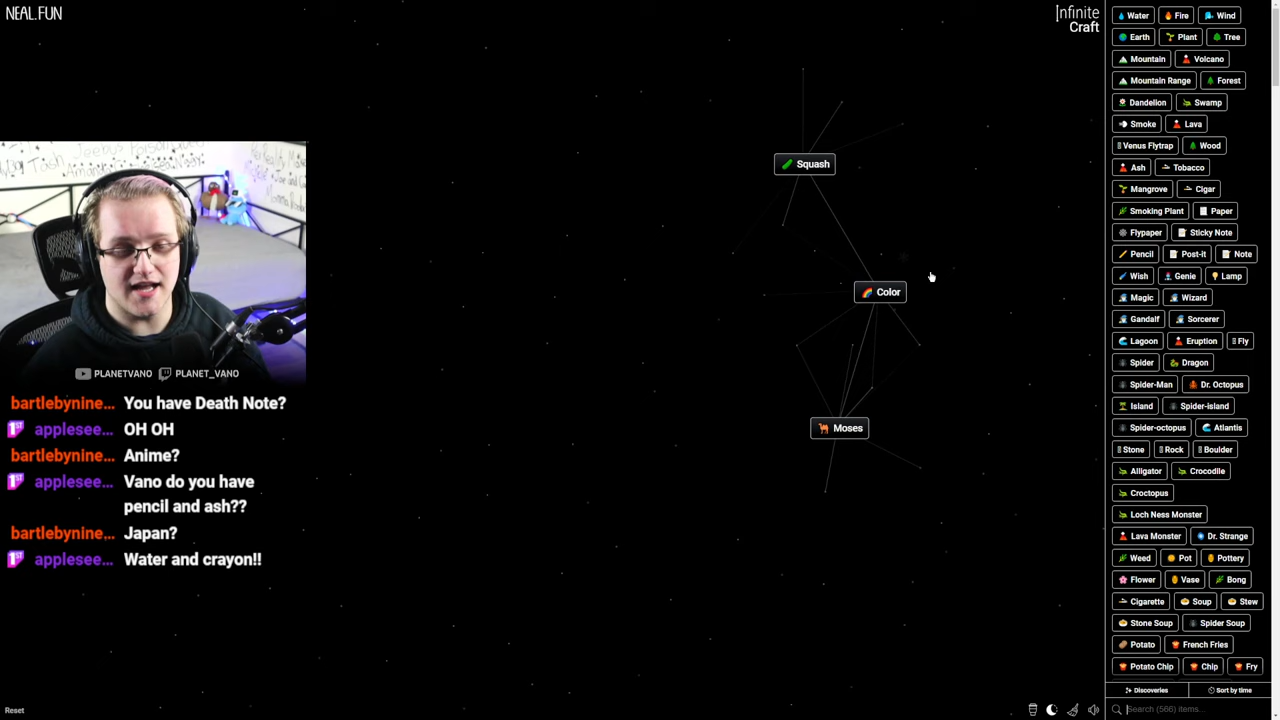 NEAL.FUN
Infinite
Craft
Squash
Color
Moses
PLANETVANO PLANET_VANO
bartlebynine... You have Death Note?
applesee... OH OH
bartlebynine... Anime?
applesee... Vano do you have
pencil and ash??
bartlebynine... Japan?
applesee... Water and crayon!!
Reset
Water Fire Wind
Earth Plant Tree
Mountain Volcano
Mountain Range Forest
Dandelion Swamp
Smoke Lava
Venus Flytrap Wood
Ash Tobacco
Mangrove Cigar
Smoking Plant Paper
Flypaper Sticky Note
Pencil Post-it Note
Wish Genie Lamp
Magic Wizard
Gandalf Sorcerer
Lagoon Eruption Fly
Spider Dragon
Spider-Man Dr. Octopus
Island Spider-island
Spider-octopus Atlantis
Stone Rock Boulder
Alligator Crocodile
Croctopus
Loch Ness Monster
Lava Monster Dr. Strange
Weed Pot Pottery
Flower Vase Bong
Cigarette Soup Stew
Stone Soup Spider Soup
Potato French Fries
Potato Chip Chip Fry
Discoveries Sort by time
Search (566) items...